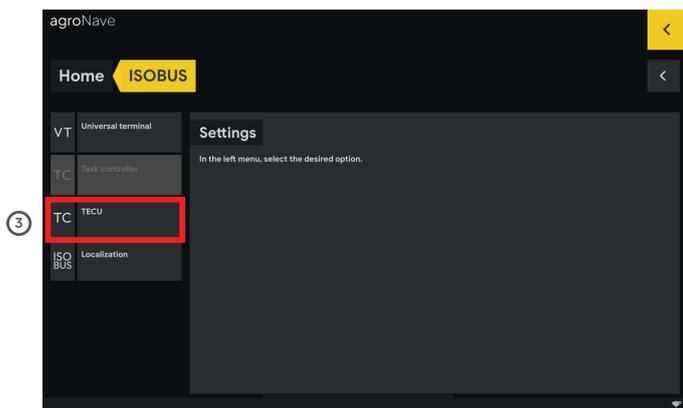 agroNave
Home ISOBUS
VT Universal terminal
Settings
In the left menu, select the desired option.
TC Task controller
3 TC TECU
ISO
BUS Localization